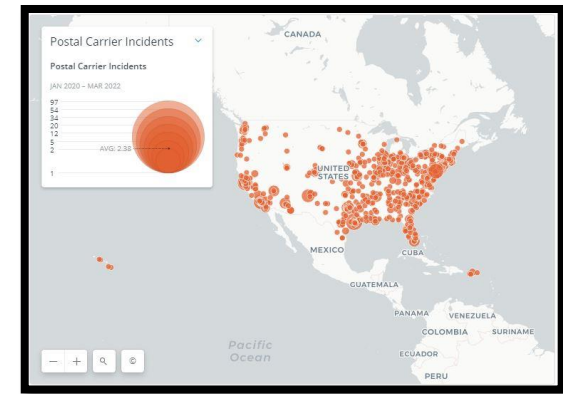 Postal Carrier Incidents
Postal Carrier Incidents
JAN 2020 – MAR 2022
97
54
34
20
12
5
2
AVG: 2.38
1
CANADA
UNITED
STATES
MEXICO
CUBA
GUATEMALA
PANAMA
VENEZUELA
COLOMBIA
SURINAME
ECUADOR
PERU
Pacific
Ocean
− +
©